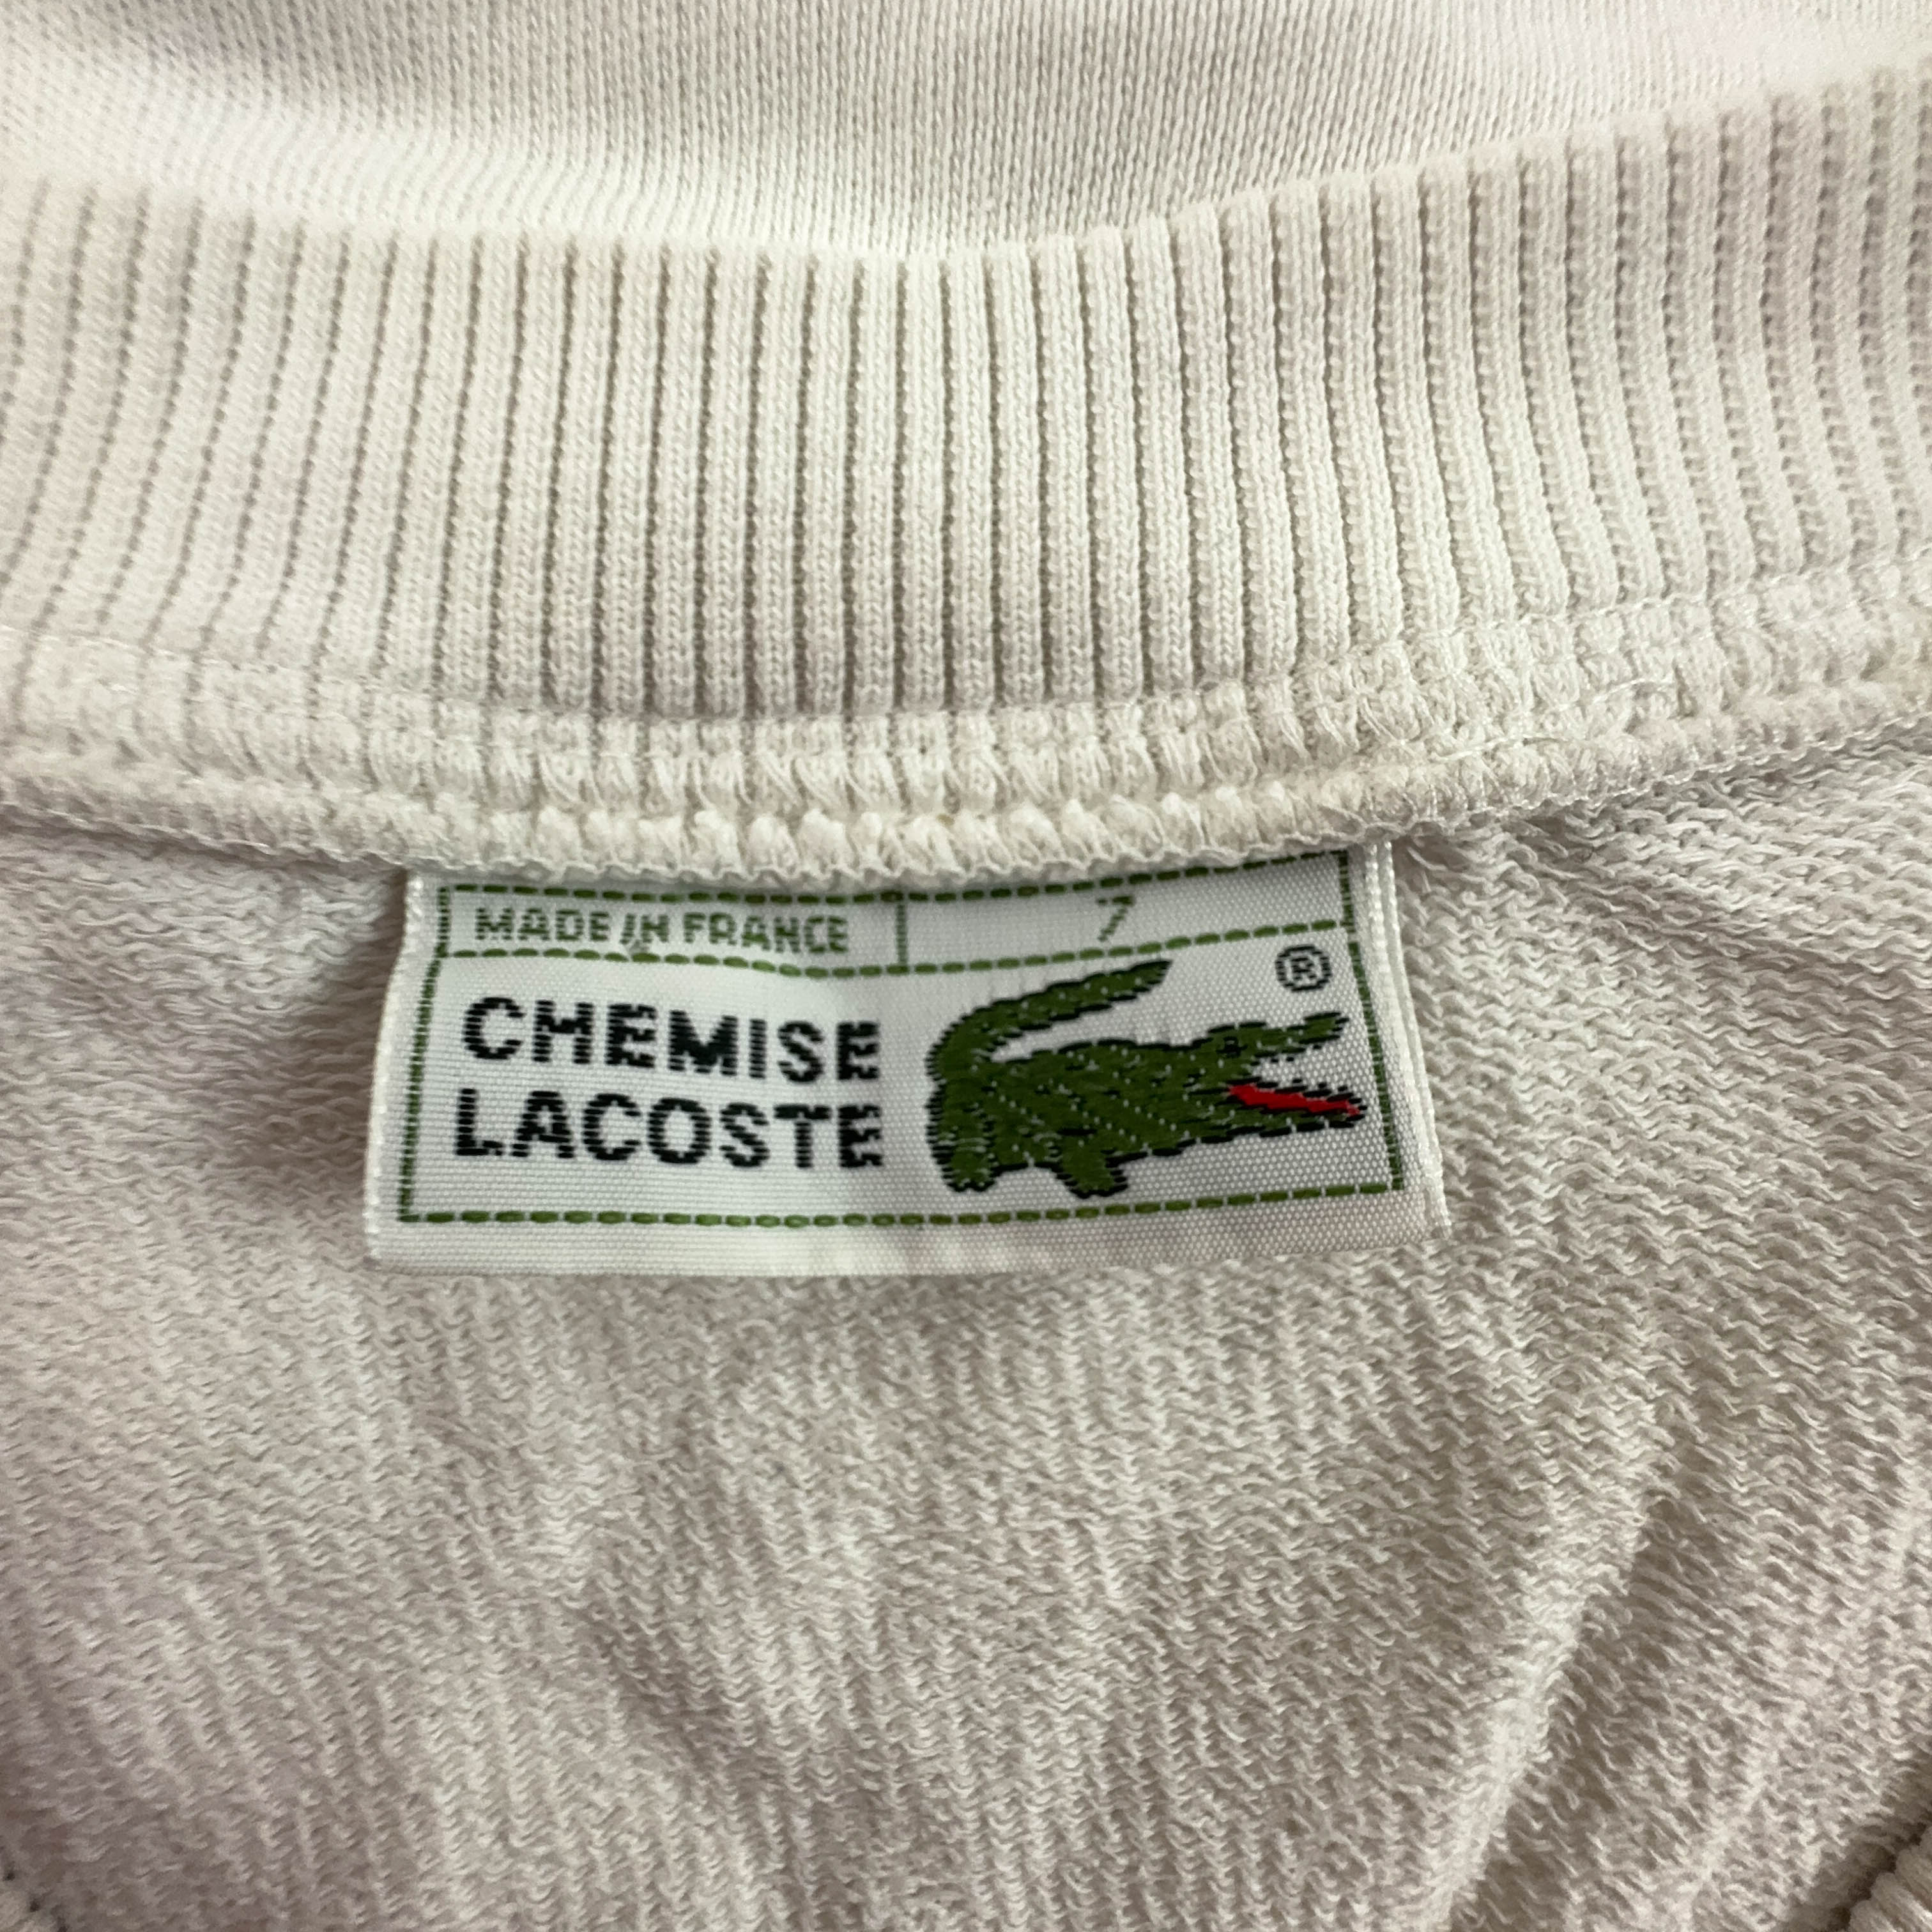 MADE IN FRANCE 7
CHEMISE ®
LACOSTE